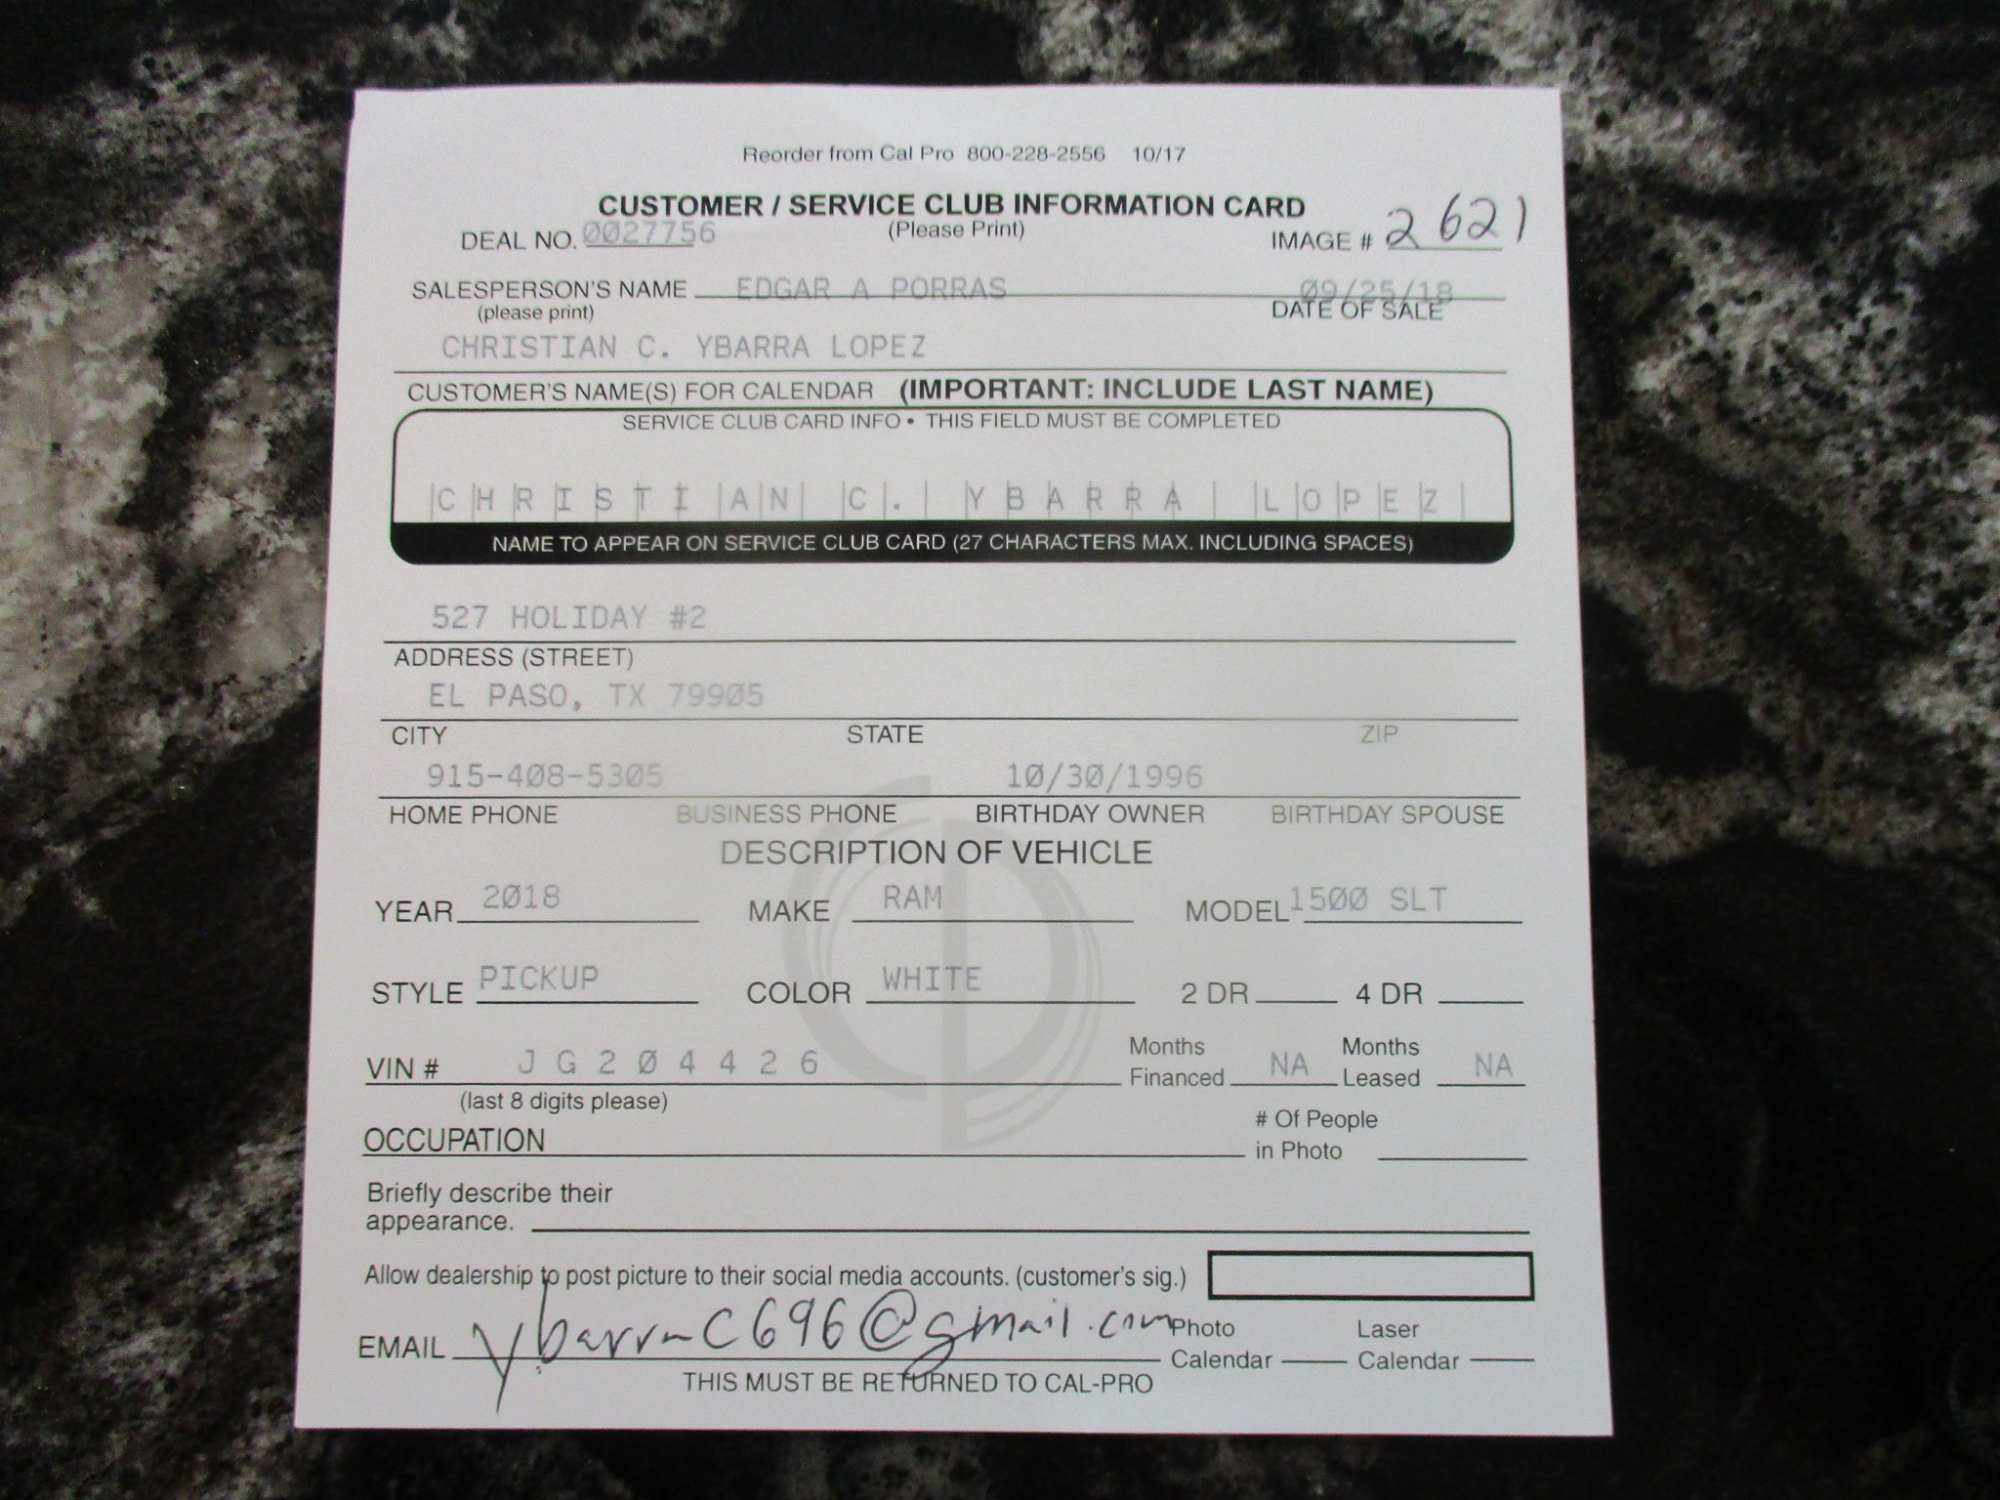 Reorder from Cal Pro 800-228-2556 10/17
CUSTOMER / SERVICE CLUB INFORMATION CARD
DEAL NO. 0027756 (Please Print) IMAGE # 2621
SALESPERSON'S NAME EDGAR A PORRAS 09/25/18
(please print) DATE OF SALE
CHRISTIAN C. YBARRA LOPEZ
CUSTOMER'S NAME(S) FOR CALENDAR (IMPORTANT: INCLUDE LAST NAME)
SERVICE CLUB CARD INFO • THIS FIELD MUST BE COMPLETED
CHRISTIAN C. YBARRA LOPEZ
NAME TO APPEAR ON SERVICE CLUB CARD (27 CHARACTERS MAX. INCLUDING SPACES)
527 HOLIDAY #2
ADDRESS (STREET)
EL PASO, TX 79905
CITY STATE ZIP
915-408-5305 10/30/1996
HOME PHONE BUSINESS PHONE BIRTHDAY OWNER BIRTHDAY SPOUSE
DESCRIPTION OF VEHICLE
YEAR 2018 MAKE RAM MODEL 1500 SLT
STYLE PICKUP COLOR WHITE 2 DR 4 DR
VIN # JG204426 Months Financed NA Months Leased NA
(last 8 digits please)
OCCUPATION # Of People in Photo
Briefly describe their
appearance.
Allow dealership to post picture to their social media accounts. (customer's sig.)
EMAIL ybarraC696@gmail.com Photo Calendar Laser Calendar
THIS MUST BE RETURNED TO CAL-PRO